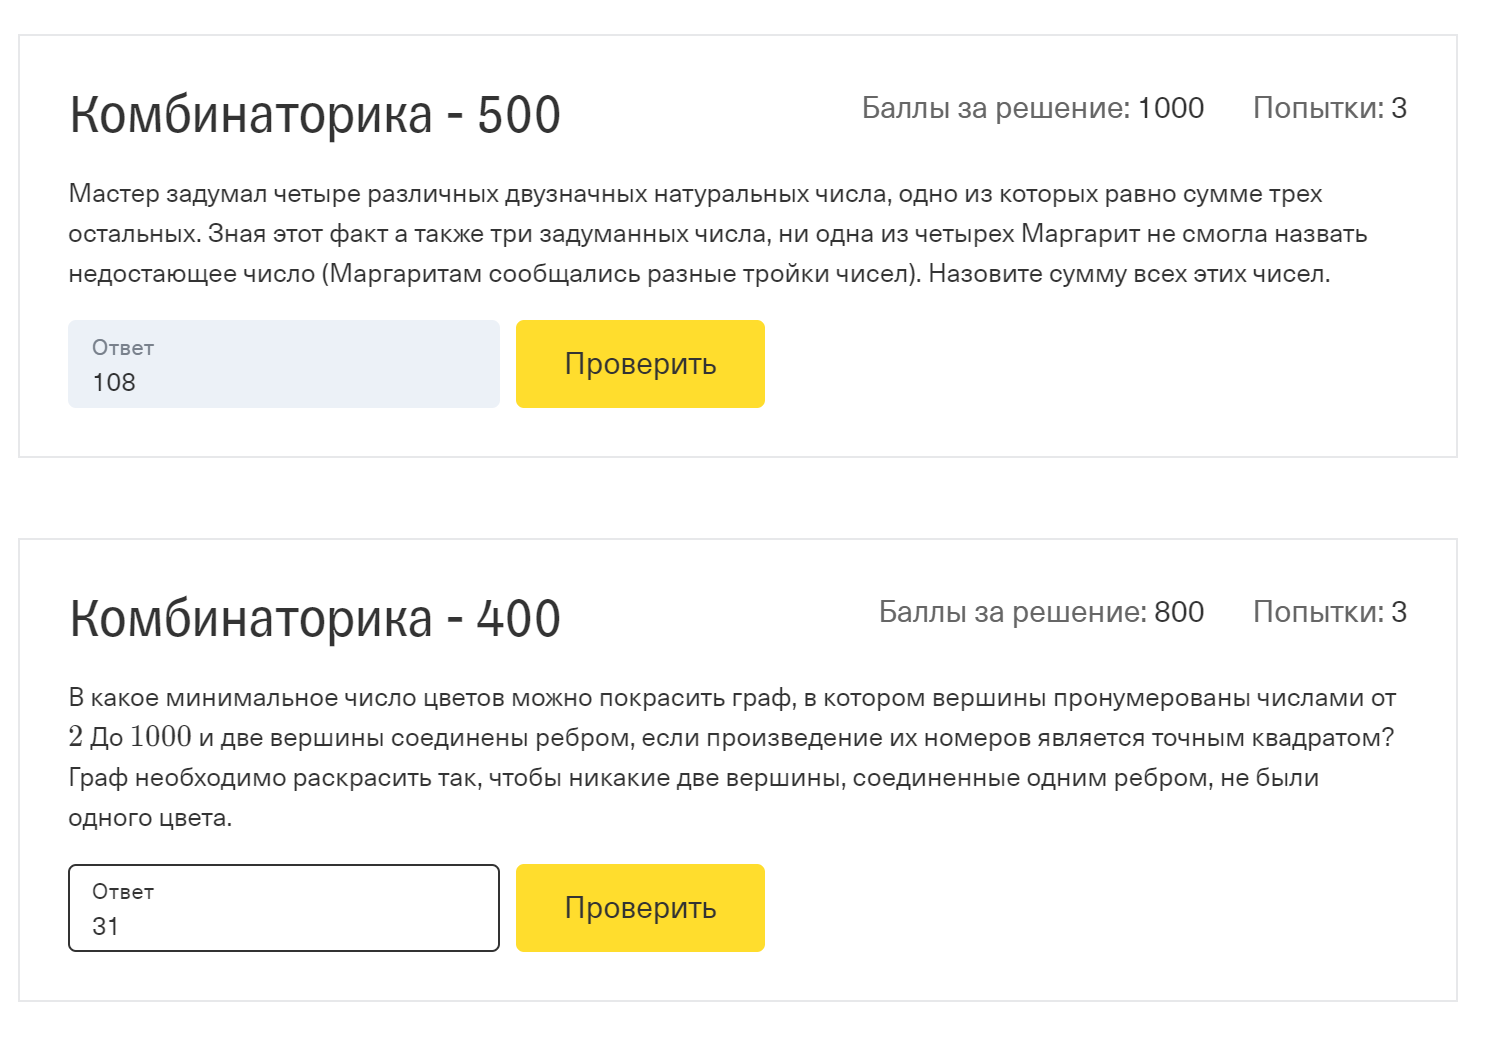 Комбинаторика - 500
Баллы за решение: 1000
Попытки: 3
Мастер задумал четыре различных двузначных натуральных числа, одно из которых равно сумме трех
остальных. Зная этот факт а также три задуманных числа, ни одна из четырех Маргарит не смогла назвать
недостающее число (Маргаритам сообщались разные тройки чисел). Назовите сумму всех этих чисел.
Ответ
108
Проверить
Комбинаторика - 400
Баллы за решение: 800
Попытки: 3
В какое минимальное число цветов можно покрасить граф, в котором вершины пронумерованы числами от
2 До 1000 и две вершины соединены ребром, если произведение их номеров является точным квадратом?
Граф необходимо раскрасить так, чтобы никакие две вершины, соединенные одним ребром, не были
одного цвета.
Ответ
31
Проверить